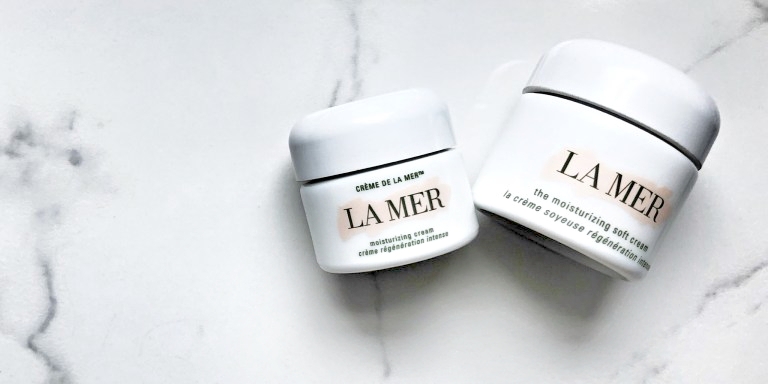 CRÈME DE LA MER™
LA MER
moisturizing cream
crème régénération intense
LA MER
the moisturizing soft cream
la crème soyeuse régénération intense